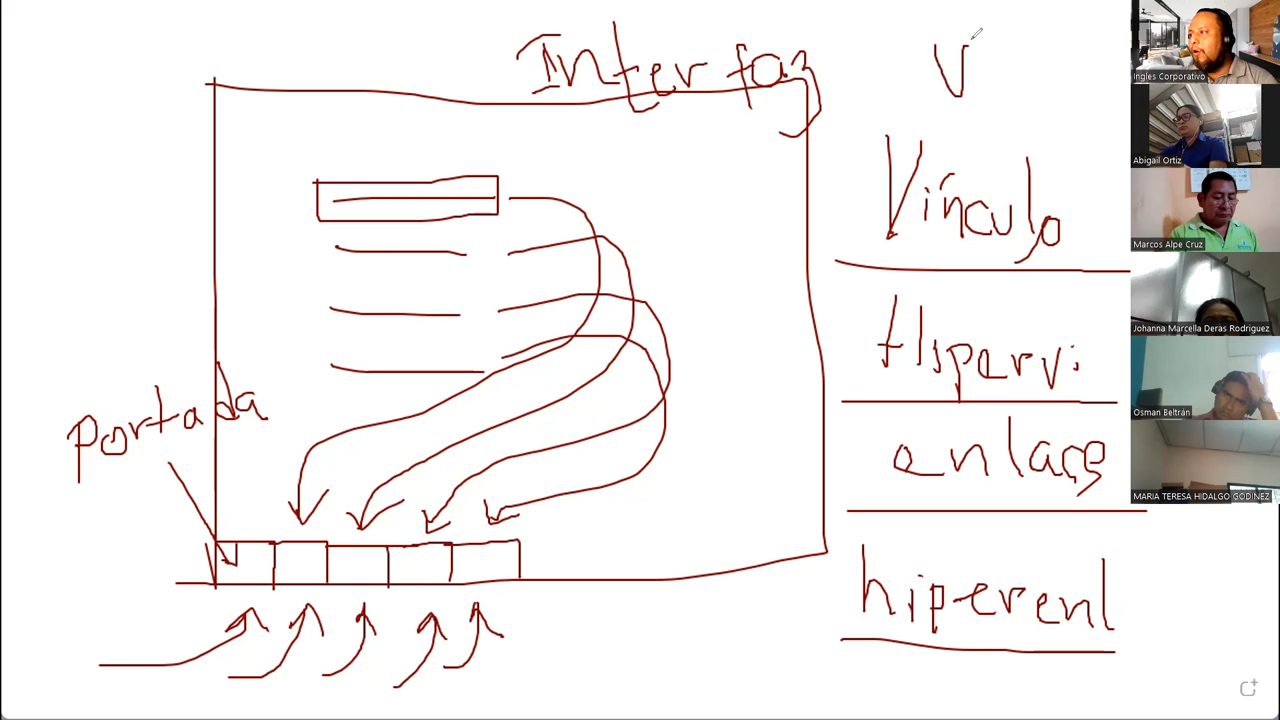 Interfaz
V
Vínculo
Hipervi
enlace
hiperenl
Portada
Ingles Corporativo
Abigail Ortiz
Marcos Alpe Cruz
Johanna Marcella Deras Rodriguez
Osman Beltrán
MARIA TERESA HIDALGO GODINEZ